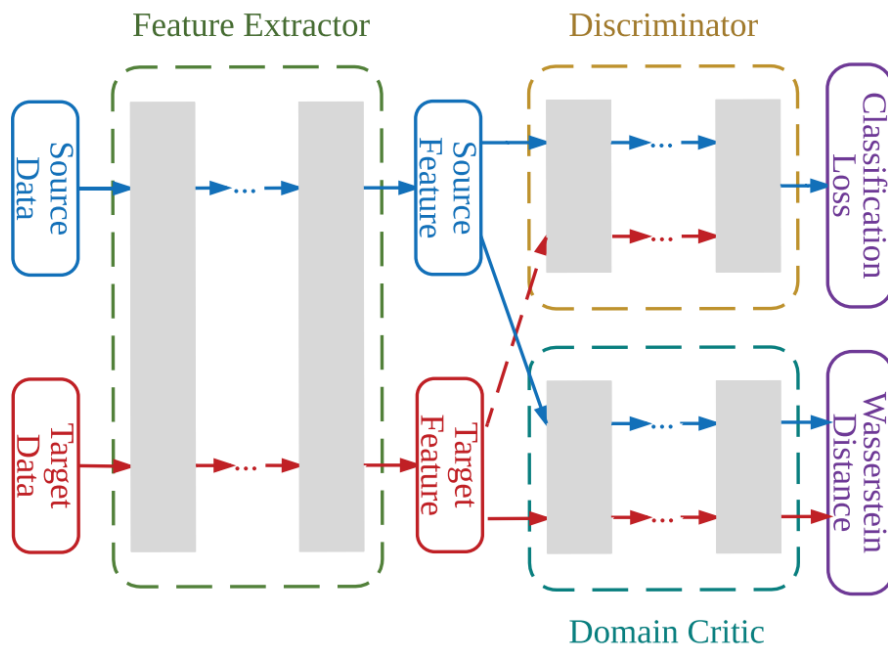 Feature Extractor
Discriminator
Source
Data
Source
Feature
Classification
Loss
...
...
...
...
Target
Data
Target
Feature
Wasserstein
Distance
...
...
...
...
Domain Critic